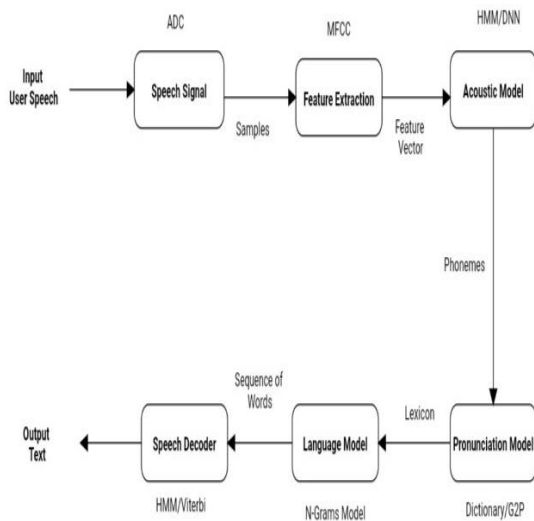 ADC
MFCC
HMM/DNN
Input
User Speech
Speech Signal
Feature Extraction
Acoustic Model
Samples
Feature
Vector
Phonemes
Sequence of
Words
Lexicon
Output
Text
Speech Decoder
Language Model
Pronunciation Model
HMM/Viterbi
N-Grams Model
Dictionary/G2P